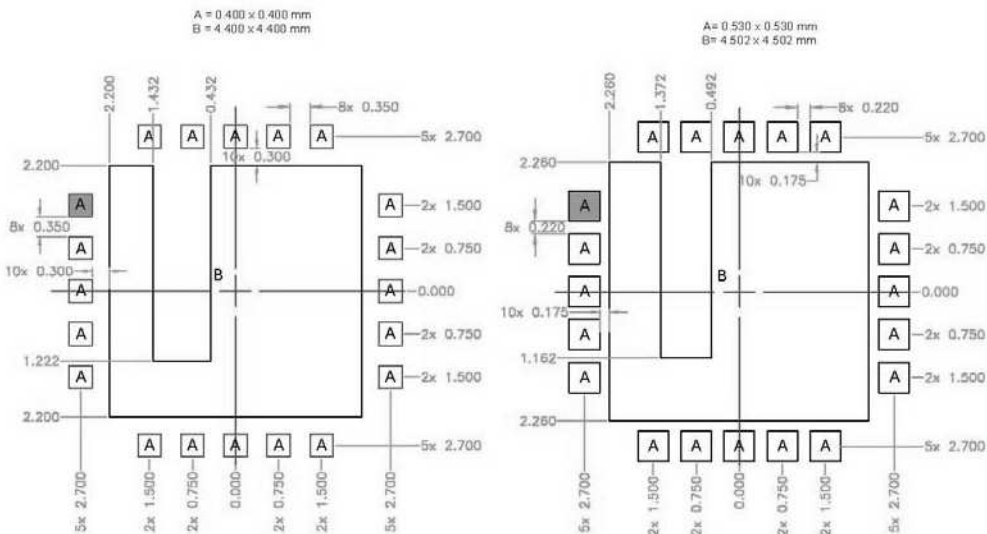 A = 0.400 x 0.400 mm
B = 4.400 x 4.400 mm
2.200
1.432
0.432
8x 0.350
A A A A A
5x 2.700
10x 0.300
2.200
A
A
2x 1.500
8x 0.350
A
A
2x 0.750
10x 0.300
B
A
A
0.000
A
A
2x 0.750
1.222
A
A
2x 1.500
2.200
A A A A A
5x 2.700
5x 2.700
2x 1.500
2x 0.750
0.000
2x 0.750
2x 1.500
5x 2.700
A= 0.530 x 0.530 mm
B= 4.502 x 4.502 mm
2.260
1.372
0.492
8x 0.220
A A A A A
5x 2.700
2.260
10x 0.175
A
A
2x 1.500
8x 0.220
A
A
2x 0.750
B
A
A
0.000
10x 0.175
A
A
2x 0.750
1.162
A
A
2x 1.500
2.260
A A A A A
5x 2.700
5x 2.700
2x 1.500
2x 0.750
0.000
2x 0.750
2x 1.500
5x 2.700